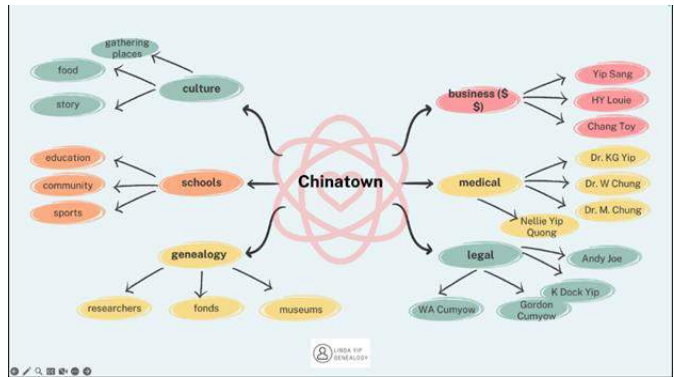 gathering
places
food
culture
story
business ($
$)
Yip Sang
HY Louie
Chang Toy
education
schools
community
sports
Chinatown
medical
Dr. KG Yip
Dr. W Chung
Dr. M. Chung
Nellie Yip
Quong
genealogy
researchers
fonds
museums
legal
Andy Joe
K Dock Yip
Gordon
Cumyow
WA Cumyow
LINDA YIP
GENEALOGY